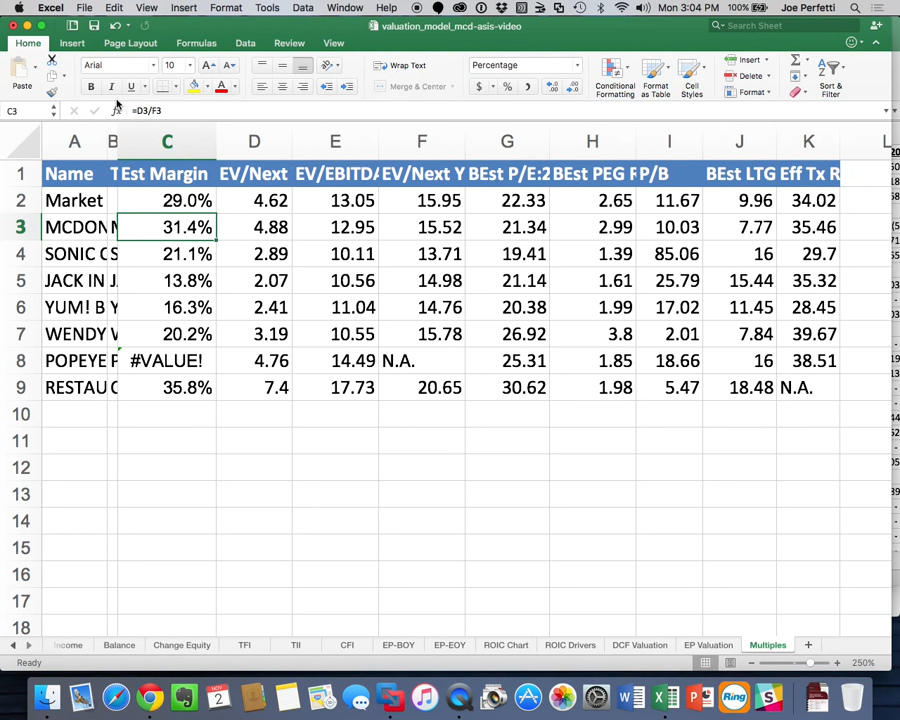 Excel File Edit View Insert Format Tools Data Window Help Mon 3:04 PM 100% Joe Perfetti
valuation_model_mcd-asis-video
Search Sheet
Home Insert Page Layout Formulas Data Review View
Paste Arial 10 A A Wrap Text Percentage Insert
B I U A Merge & Center $ % Conditional Formatting Format as Table Cell Styles Delete Format Sort & Filter
C3 fx =D3/F3
A B C D E F G H I J K L
1 Name T Est Margin EV/Next EV/EBITDA EV/Next Y BEst P/E:2 BEst PEG P/B BEst LTG Eff Tx R
2 Market 29.0% 4.62 13.05 15.95 22.33 2.65 11.67 9.96 34.02
3 MCDON 31.4% 4.88 12.95 15.52 21.34 2.99 10.03 7.77 35.46
4 SONIC C S 21.1% 2.89 10.11 13.71 19.41 1.39 85.06 16 29.7
5 JACK IN J 13.8% 2.07 10.56 14.98 21.14 1.61 25.79 15.44 35.32
6 YUM! B Y 16.3% 2.41 11.04 14.76 20.38 1.99 17.02 11.45 28.45
7 WENDY W 20.2% 3.19 10.55 15.78 26.92 3.8 2.01 7.84 39.67
8 POPEYE P #VALUE! 4.76 14.49 N.A. 25.31 1.85 18.66 16 38.51
9 RESTAU 35.8% 7.4 17.73 20.65 30.62 1.98 5.47 18.48 N.A.
10
11
12
13
14
15
16
17
18
Income Balance Change Equity TFI TII CFI EP-BOY EP-EOY ROIC Chart ROIC Drivers DCF Valuation EP Valuation Multiples +
Ready 250%
NOV 2 ring